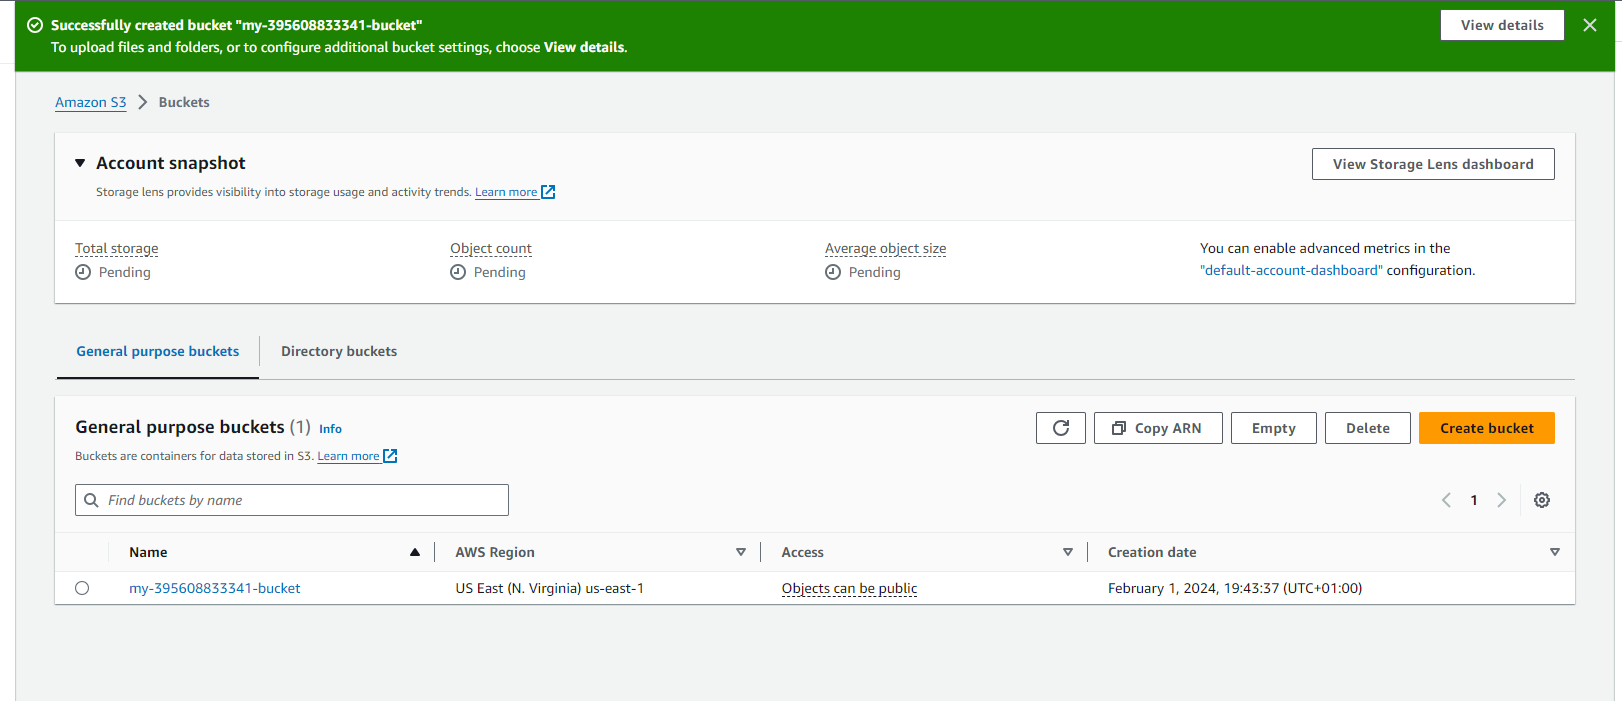 Successfully created bucket "my-395608833341-bucket"
To upload files and folders, or to configure additional bucket settings, choose View details.
View details
Amazon S3 > Buckets
Account snapshot
View Storage Lens dashboard
Storage lens provides visibility into storage usage and activity trends. Learn more
Total storage
Pending
Object count
Pending
Average object size
Pending
You can enable advanced metrics in the
"default-account-dashboard" configuration.
General purpose buckets
Directory buckets
General purpose buckets (1) Info
Buckets are containers for data stored in S3. Learn more
Copy ARN
Empty
Delete
Create bucket
Find buckets by name
1
Name AWS Region Access Creation date
my-395608833341-bucket US East (N. Virginia) us-east-1 Objects can be public February 1, 2024, 19:43:37 (UTC+01:00)